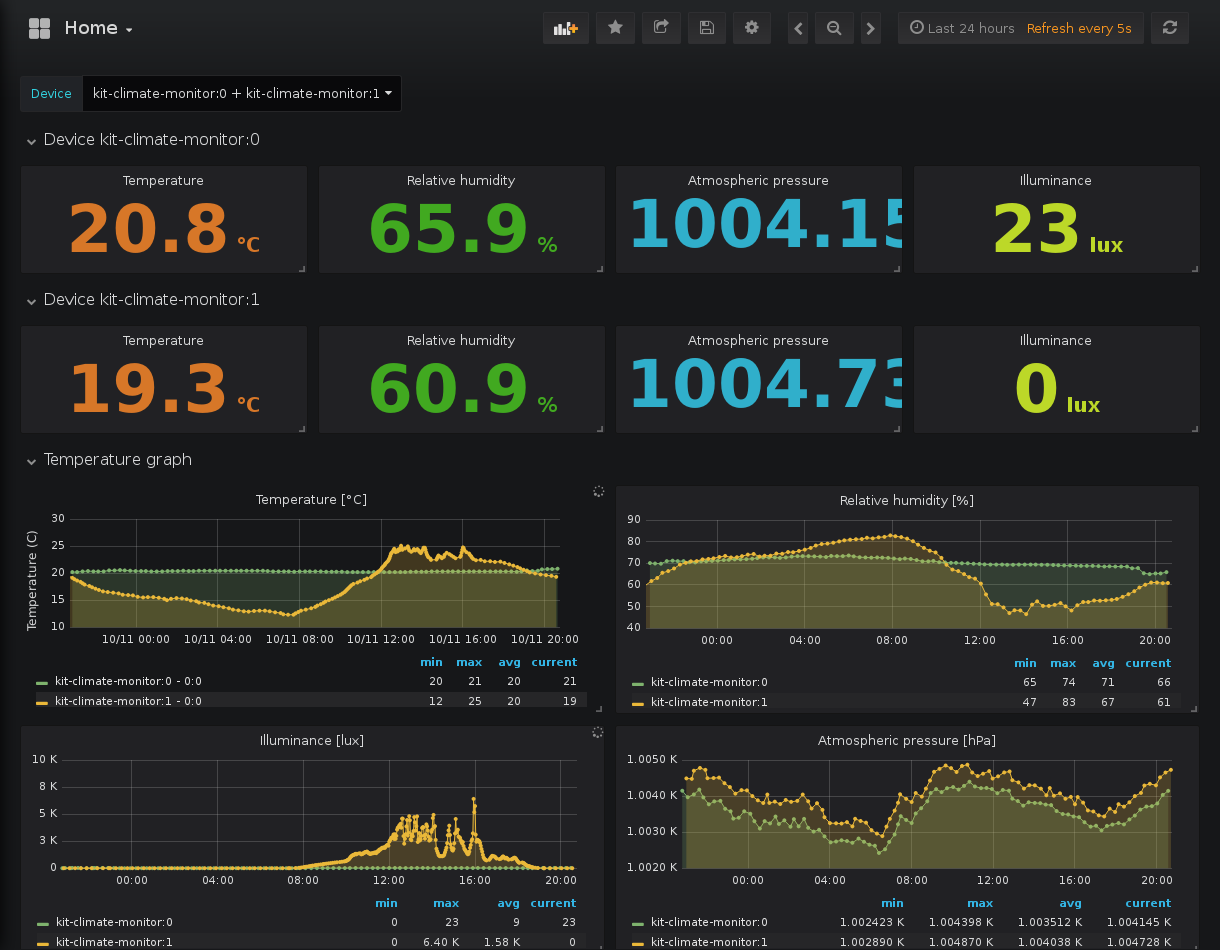 Home
Last 24 hours Refresh every 5s
Device kit-climate-monitor:0 + kit-climate-monitor:1
Device kit-climate-monitor:0
Temperature Relative humidity Atmospheric pressure Illuminance
20.8 °C 65.9 % 1004.15 23 lux
Device kit-climate-monitor:1
Temperature Relative humidity Atmospheric pressure Illuminance
19.3 °C 60.9 % 1004.73 0 lux
Temperature graph
Temperature [°C]
Temperature (C)
30
25
20
15
10
10/11 00:00 10/11 04:00 10/11 08:00 10/11 12:00 10/11 16:00 10/11 20:00
min max avg current
kit-climate-monitor:0 - 0:0 20 21 20 21
kit-climate-monitor:1 - 0:0 12 25 20 19
Relative humidity [%]
90
80
70
60
50
40
00:00 04:00 08:00 12:00 16:00 20:00
min max avg current
kit-climate-monitor:0 65 74 71 66
kit-climate-monitor:1 47 83 67 61
Illuminance [lux]
10 K
8 K
5 K
3 K
0
00:00 04:00 08:00 12:00 16:00 20:00
min max avg current
kit-climate-monitor:0 0 23 9 23
kit-climate-monitor:1 0 6.40 K 1.58 K 0
Atmospheric pressure [hPa]
1.0050 K
1.0040 K
1.0030 K
1.0020 K
00:00 04:00 08:00 12:00 16:00 20:00
min max avg current
kit-climate-monitor:0 1.002423 K 1.004398 K 1.003512 K 1.004145 K
kit-climate-monitor:1 1.002890 K 1.004870 K 1.004038 K 1.004728 K